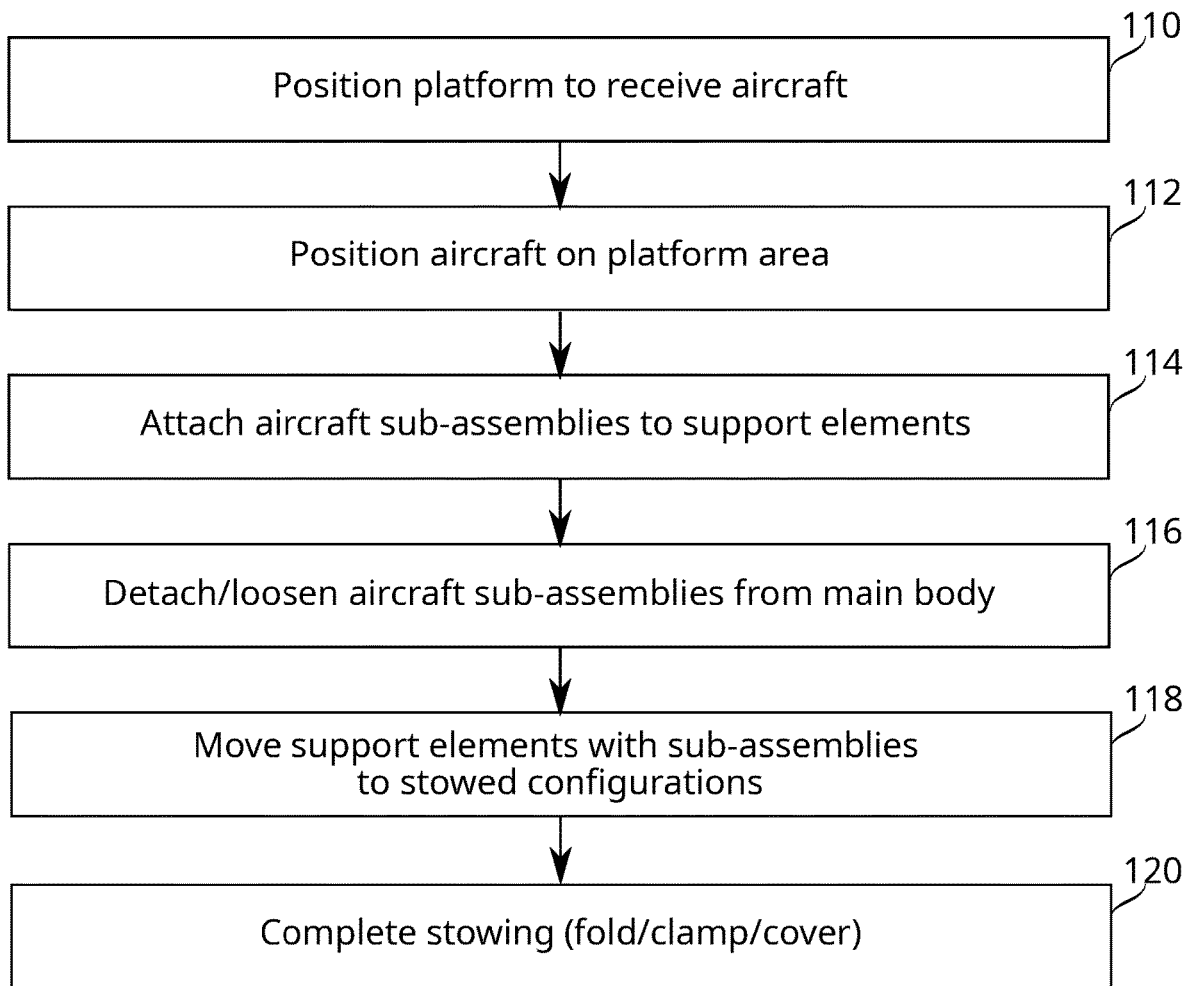 110
Position platform to receive aircraft
112
Position aircraft on platform area
114
Attach aircraft sub-assemblies to support elements
116
Detach/loosen aircraft sub-assemblies from main body
118
Move support elements with sub-assemblies
to stowed configurations
120
Complete stowing (fold/clamp/cover)